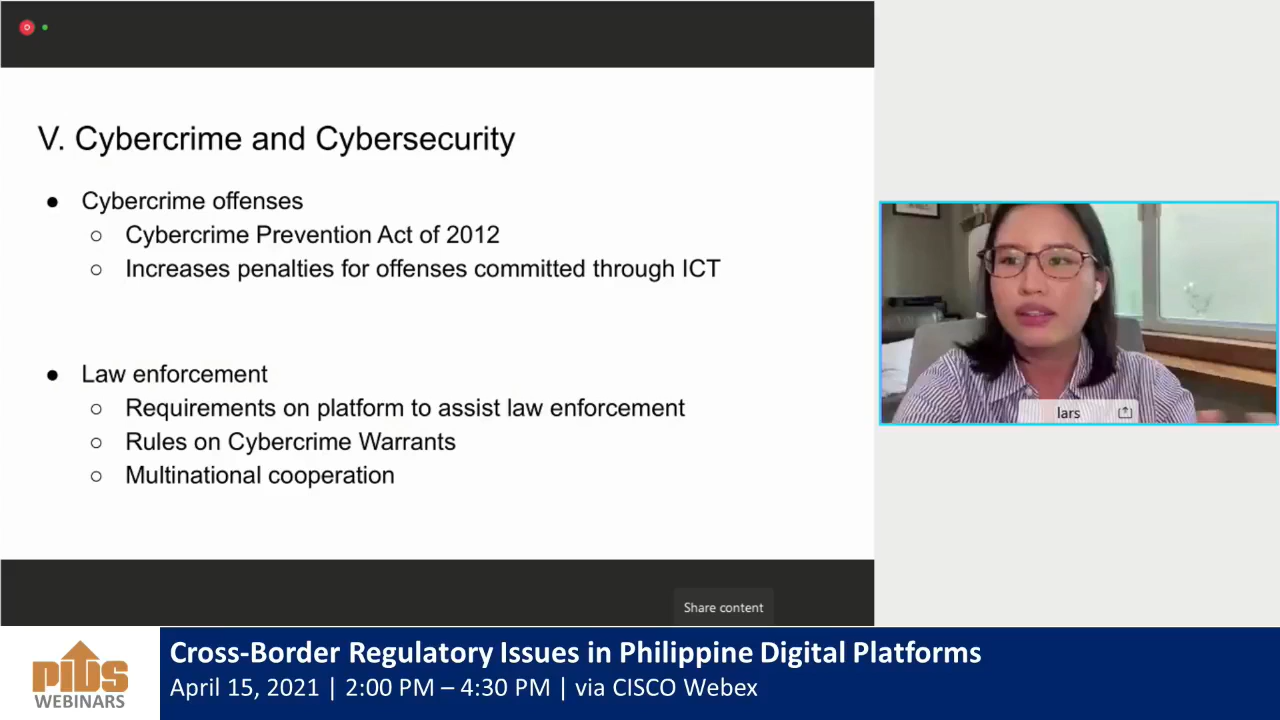 V. Cybercrime and Cybersecurity
● Cybercrime offenses
○ Cybercrime Prevention Act of 2012
○ Increases penalties for offenses committed through ICT
● Law enforcement
○ Requirements on platform to assist law enforcement
○ Rules on Cybercrime Warrants
○ Multinational cooperation
lars
Share content
PIDS
WEBINARS
Cross-Border Regulatory Issues in Philippine Digital Platforms
April 15, 2021 | 2:00 PM – 4:30 PM | via CISCO Webex